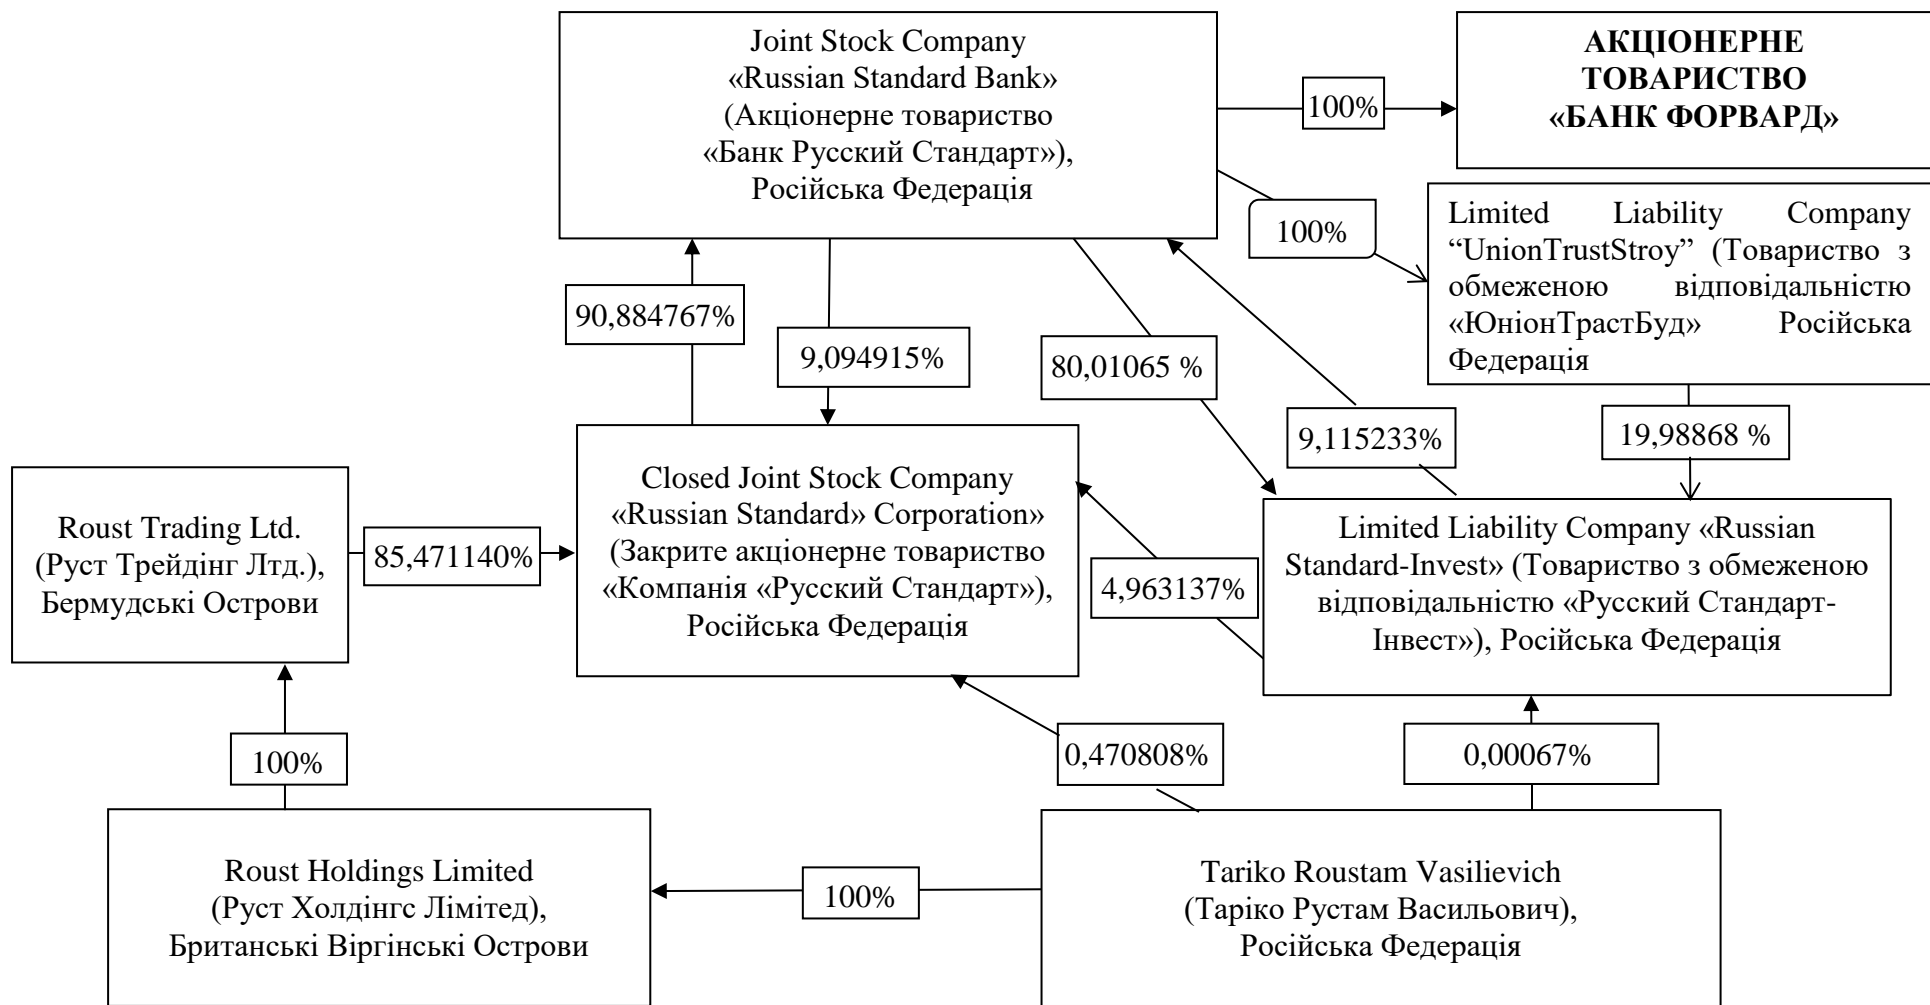 Joint Stock Company
«Russian Standard Bank»
(Акціонерне товариство
«Банк Русский Стандарт»),
Російська Федерація
100%
АКЦІОНЕРНЕ
ТОВАРИСТВО
«БАНК ФОРВАРД»
100%
Limited Liability Company
“UnionTrustStroy” (Товариство з
обмеженою відповідальністю
«ЮніонТрастБуд» Російська
Федерація
90,884767%
9,094915%
80,01065 %
9,115233%
19,98868 %
Roust Trading Ltd.
(Руст Трейдінг Лтд.),
Бермудські Острови
85,471140%
Closed Joint Stock Company
«Russian Standard» Corporation»
(Закрите акціонерне товариство
«Компанія «Русский Стандарт»),
Російська Федерація
4,963137%
Limited Liability Company «Russian
Standard-Invest» (Товариство з обмеженою
відповідальністю «Русский Стандарт-
Інвест»), Російська Федерація
100%
0,470808%
0,00067%
Roust Holdings Limited
(Руст Холдінгс Лімітед),
Британські Віргінські Острови
100%
Tariko Roustam Vasilievich
(Таріко Рустам Васильович),
Російська Федерація